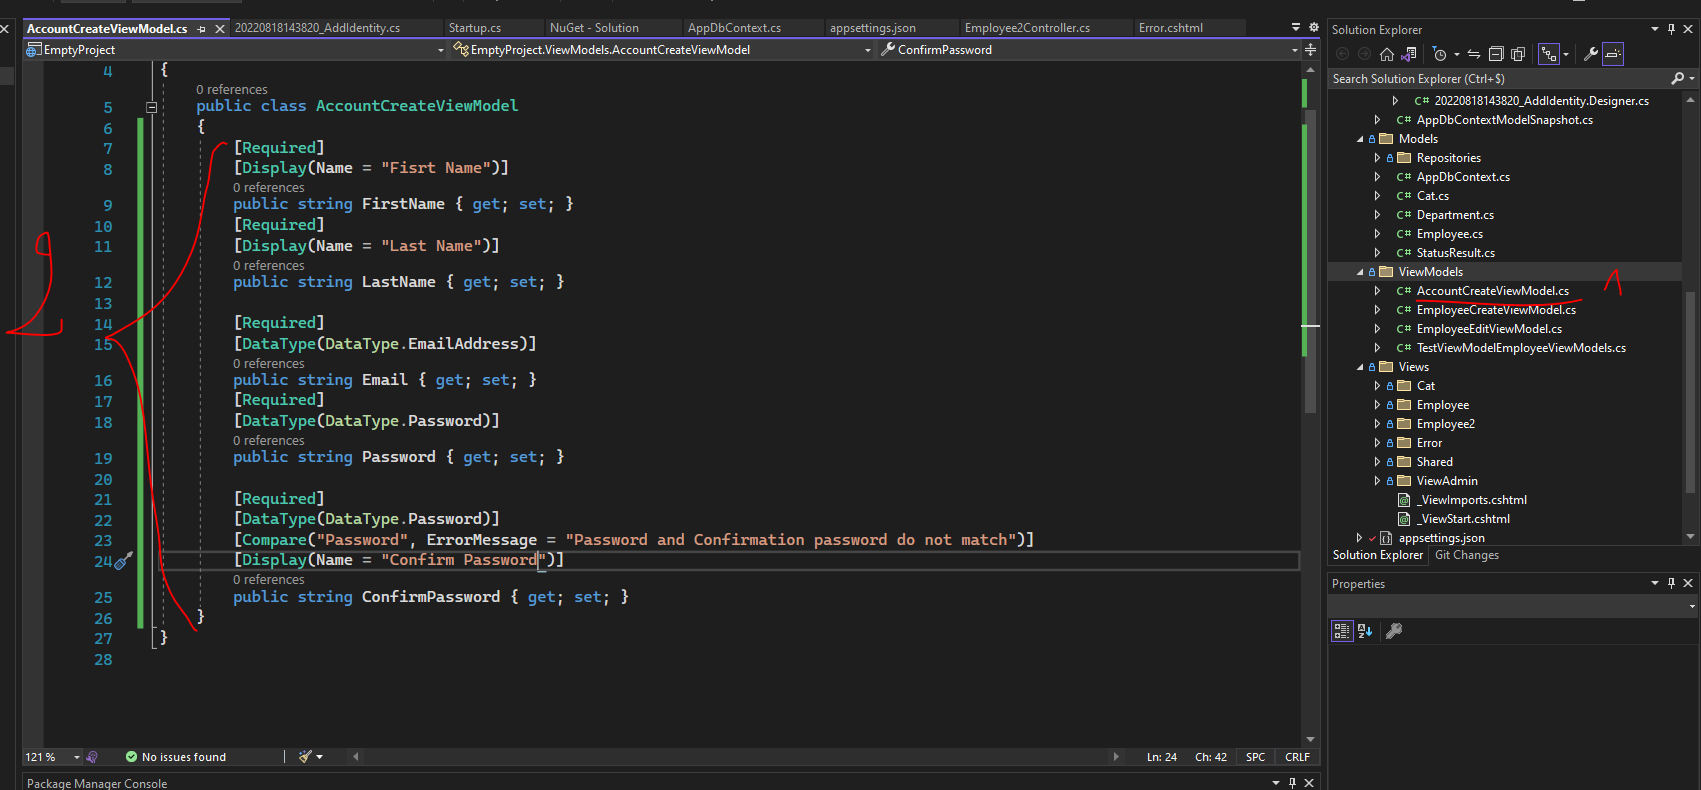 AccountCreateViewModel.cs
20220818143820_AddIdentity.cs
Startup.cs
NuGet - Solution
AppDbContext.cs
appsettings.json
Employee2Controller.cs
Error.cshtml
EmptyProject
EmptyProject.ViewModels.AccountCreateViewModel
ConfirmPassword
4 {
0 references
5 public class AccountCreateViewModel
6 {
7 [Required]
8 [Display(Name = "Fisrt Name")]
0 references
9 public string FirstName { get; set; }
10 [Required]
11 [Display(Name = "Last Name")]
0 references
12 public string LastName { get; set; }
13
14 [Required]
15 [DataType(DataType.EmailAddress)]
0 references
16 public string Email { get; set; }
17 [Required]
18 [DataType(DataType.Password)]
0 references
19 public string Password { get; set; }
20
21 [Required]
22 [DataType(DataType.Password)]
23 [Compare("Password", ErrorMessage = "Password and Confirmation password do not match")]
24 [Display(Name = "Confirm Password")]
0 references
25 public string ConfirmPassword { get; set; }
26 }
27 }
28
2
121 %
No issues found
Ln: 24
Ch: 42
SPC
CRLF
Package Manager Console
Solution Explorer
Search Solution Explorer (Ctrl+$)
C# 20220818143820_AddIdentity.Designer.cs
C# AppDbContextModelSnapshot.cs
Models
Repositories
C# AppDbContext.cs
C# Cat.cs
C# Department.cs
C# Employee.cs
C# StatusResult.cs
ViewModels
1
C# AccountCreateViewModel.cs
C# EmployeeCreateViewModel.cs
C# EmployeeEditViewModel.cs
C# TestViewModelEmployeeViewModels.cs
Views
Cat
Employee
Employee2
Error
Shared
ViewAdmin
_ViewImports.cshtml
_ViewStart.cshtml
appsettings.json
Solution Explorer
Git Changes
Properties